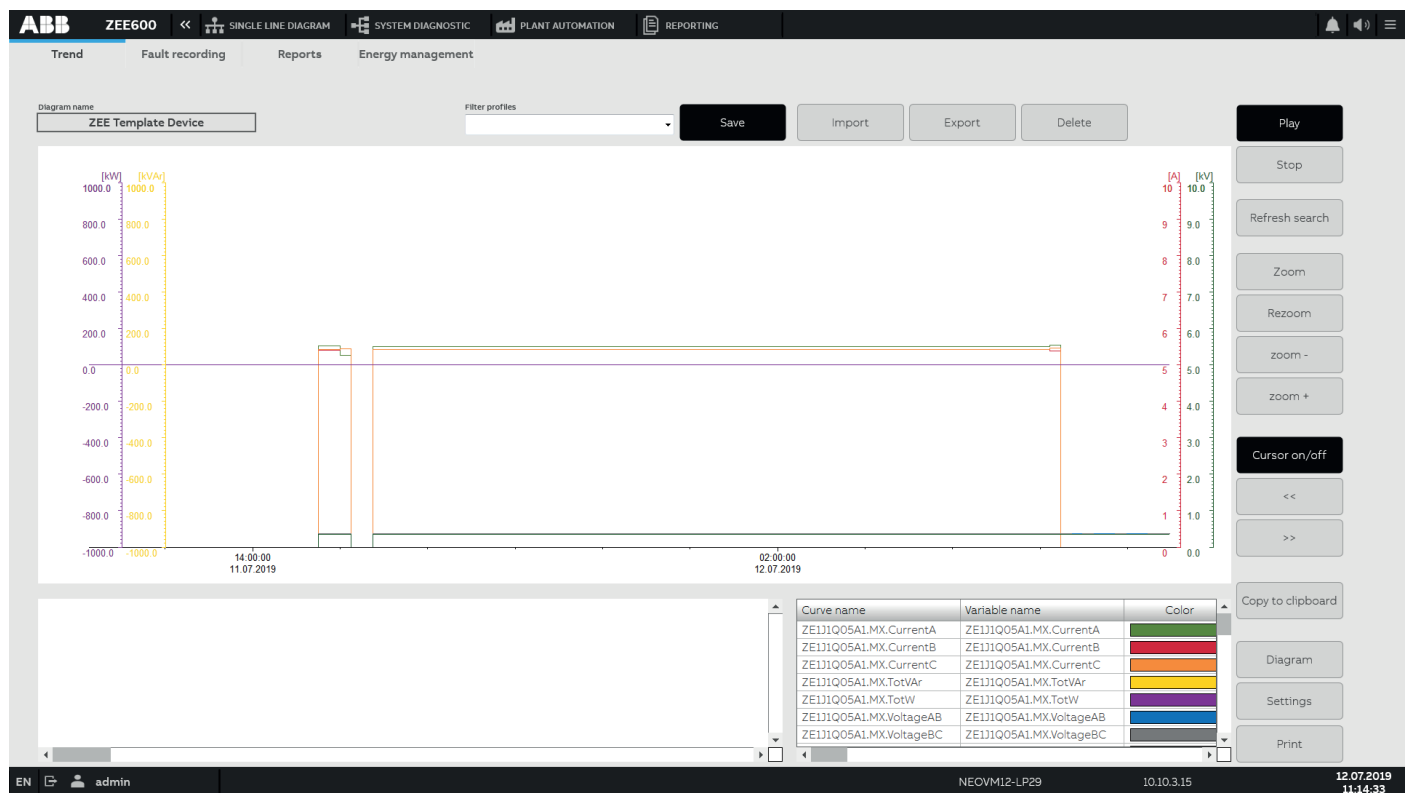 ABB ZEE600 << SINGLE LINE DIAGRAM SYSTEM DIAGNOSTIC PLANT AUTOMATION REPORTING
Trend Fault recording Reports Energy management
Diagram name
ZEE Template Device
Filter profiles
Save Import Export Delete
Play
Stop
Refresh search
Zoom
Rezoom
zoom -
zoom +
Cursor on/off
<<
>>
Copy to clipboard
Diagram
Settings
Print
[kW] [kVAr] [A] [kV]
1000.0 1000.0 10 10.0
800.0 800.0 9 9.0
600.0 600.0 8 8.0
400.0 400.0 7 7.0
200.0 200.0 6 6.0
0.0 0.0 5 5.0
-200.0 -200.0 4 4.0
-400.0 -400.0 3 3.0
-600.0 -600.0 2 2.0
-800.0 -800.0 1 1.0
-1000.0 -1000.0 0 0.0
14:00:00 02:00:00
11.07.2019 12.07.2019
Curve name Variable name Color
ZE1J1Q05A1.MX.CurrentA ZE1J1Q05A1.MX.CurrentA
ZE1J1Q05A1.MX.CurrentB ZE1J1Q05A1.MX.CurrentB
ZE1J1Q05A1.MX.CurrentC ZE1J1Q05A1.MX.CurrentC
ZE1J1Q05A1.MX.TotVAr ZE1J1Q05A1.MX.TotVAr
ZE1J1Q05A1.MX.TotW ZE1J1Q05A1.MX.TotW
ZE1J1Q05A1.MX.VoltageAB ZE1J1Q05A1.MX.VoltageAB
ZE1J1Q05A1.MX.VoltageBC ZE1J1Q05A1.MX.VoltageBC
EN admin NEOVM12-LP29 10.10.3.15 12.07.2019
11:14:33